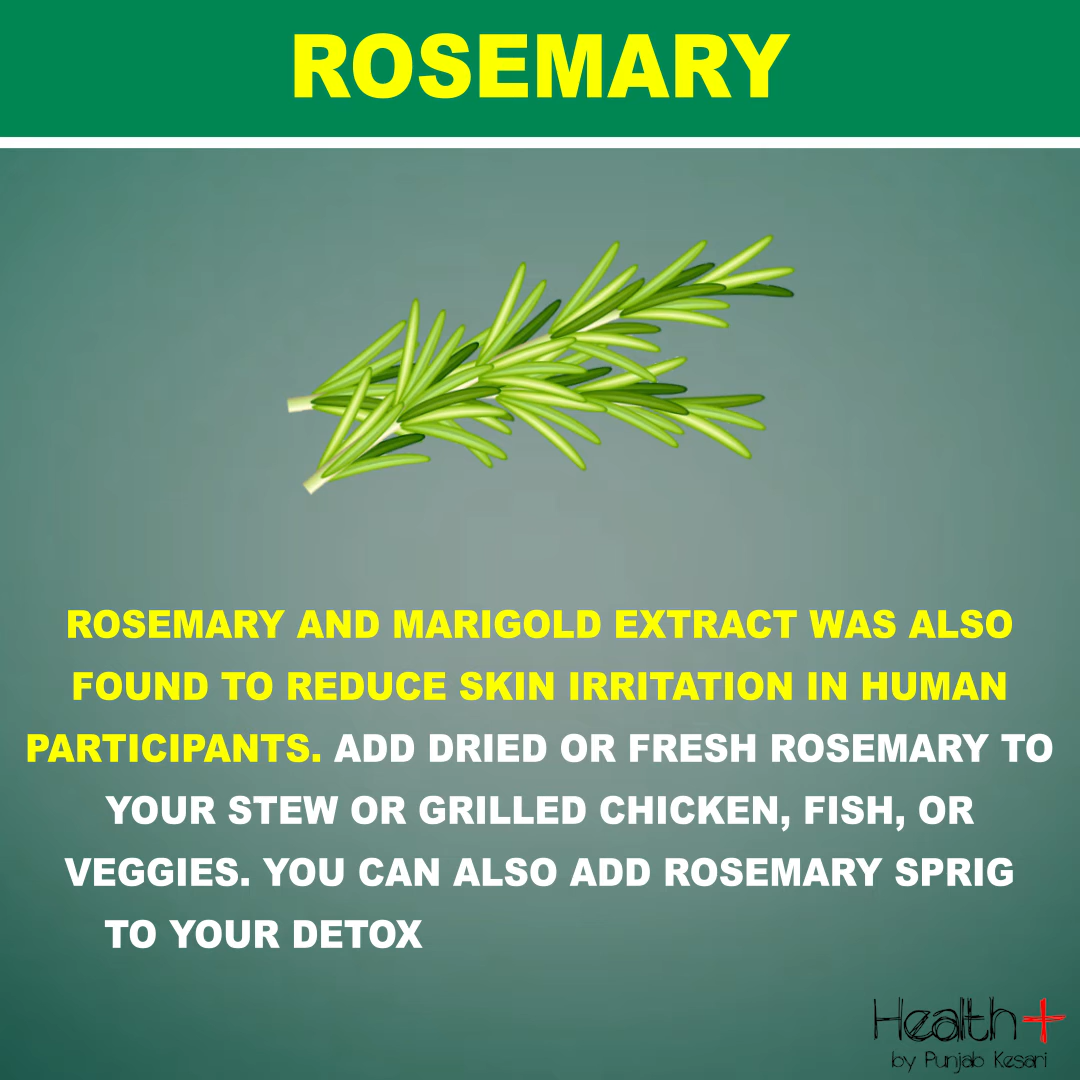 ROSEMARY
ROSEMARY AND MARIGOLD EXTRACT WAS ALSO
FOUND TO REDUCE SKIN IRRITATION IN HUMAN
PARTICIPANTS. ADD DRIED OR FRESH ROSEMARY TO
YOUR STEW OR GRILLED CHICKEN, FISH, OR
VEGGIES. YOU CAN ALSO ADD ROSEMARY SPRIG
TO YOUR DETOX
Health+
by Punjab Kesari